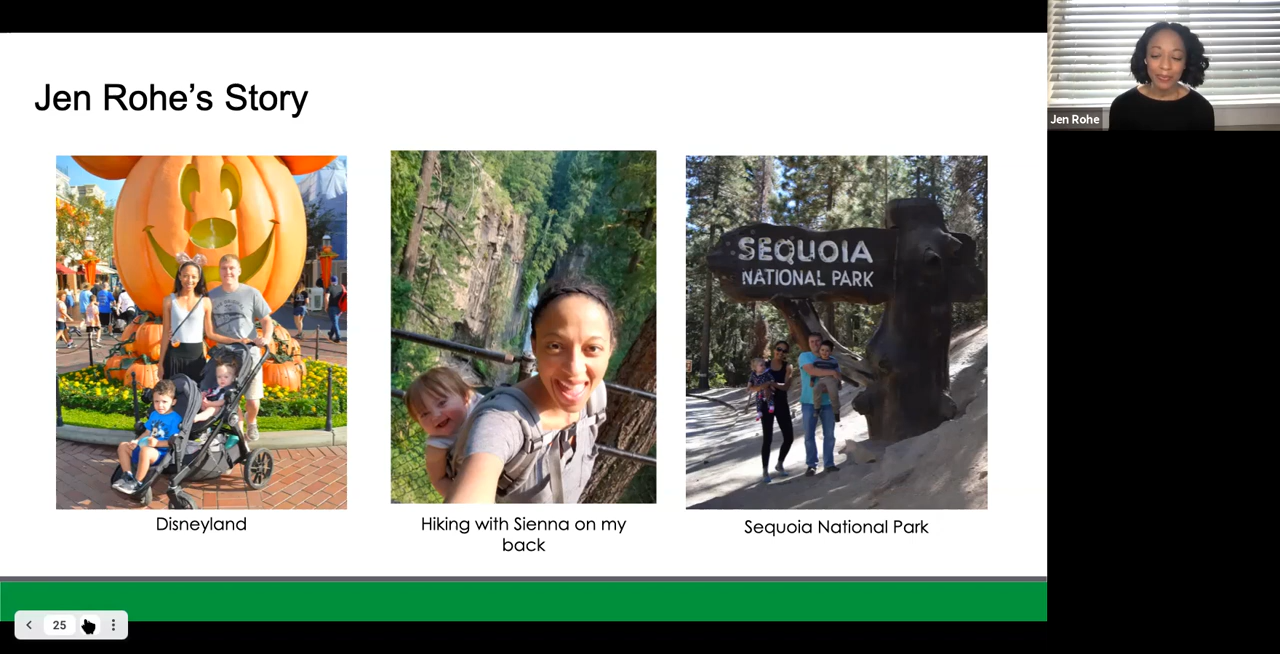 Jen Rohe’s Story
Jen Rohe
SEQUOIA
NATIONAL PARK
Disneyland
Hiking with Sienna on my
back
Sequoia National Park
25